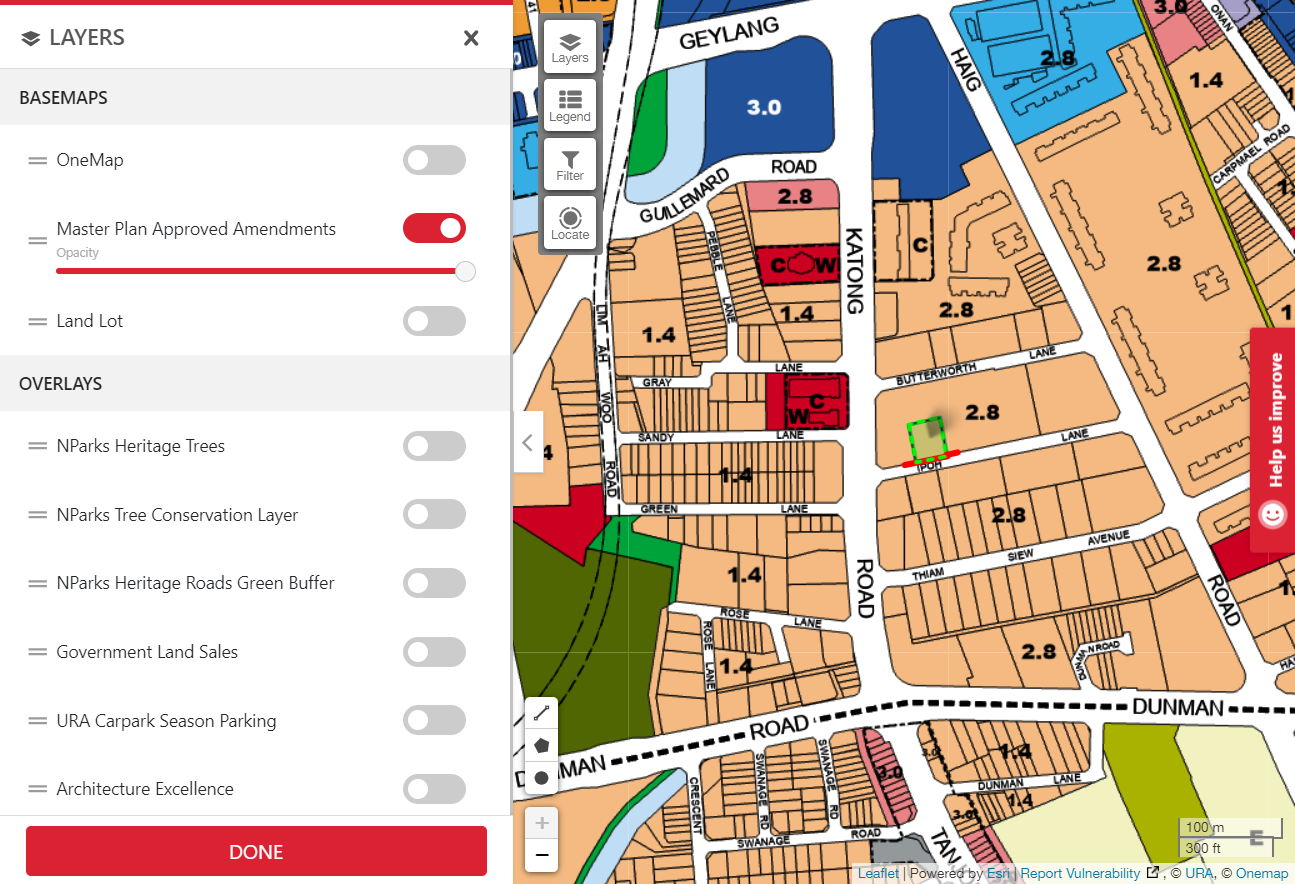 LAYERS
BASEMAPS
OneMap
Master Plan Approved Amendments
Opacity
Land Lot
OVERLAYS
NParks Heritage Trees
NParks Tree Conservation Layer
NParks Heritage Roads Green Buffer
Government Land Sales
URA Carpark Season Parking
Architecture Excellence
DONE
Layers
Legend
Filter
Locate
GEYLANG
HAIG
2.8
3.0
ONAN
1.4
CARPMAEL ROAD
3.0
ROAD
GUILLEMARD
2.8
PEBBLE
LANE
C W
KATONG
C
2.8
2.8
1.4
1.4
LIM AH WOO ROAD
LANE
GRAY
BUTTERWORTH
LANE
C
W
2.8
SANDY
LANE
IPOH
LANE
1.4
GREEN
LANE
2.8
THIAM
SIEW
AVENUE
ROAD
ROAD
1.4
ROSE
LANE
ROSE LANE
1.4
2.8
DUNMAN ROAD
DUNMAN
ROAD
DUNMAN
3.0
1.4
DUNMAN
LANE
1.4
3.0
3.0
SWANAGE RD
SWANAGE RD
CRESCENT
SWANAGE
ROAD
TAN
E
Help us improve
+
−
100 m
300 ft
Leaflet | Powered by Esri | Report Vulnerability , © URA, © Onemap